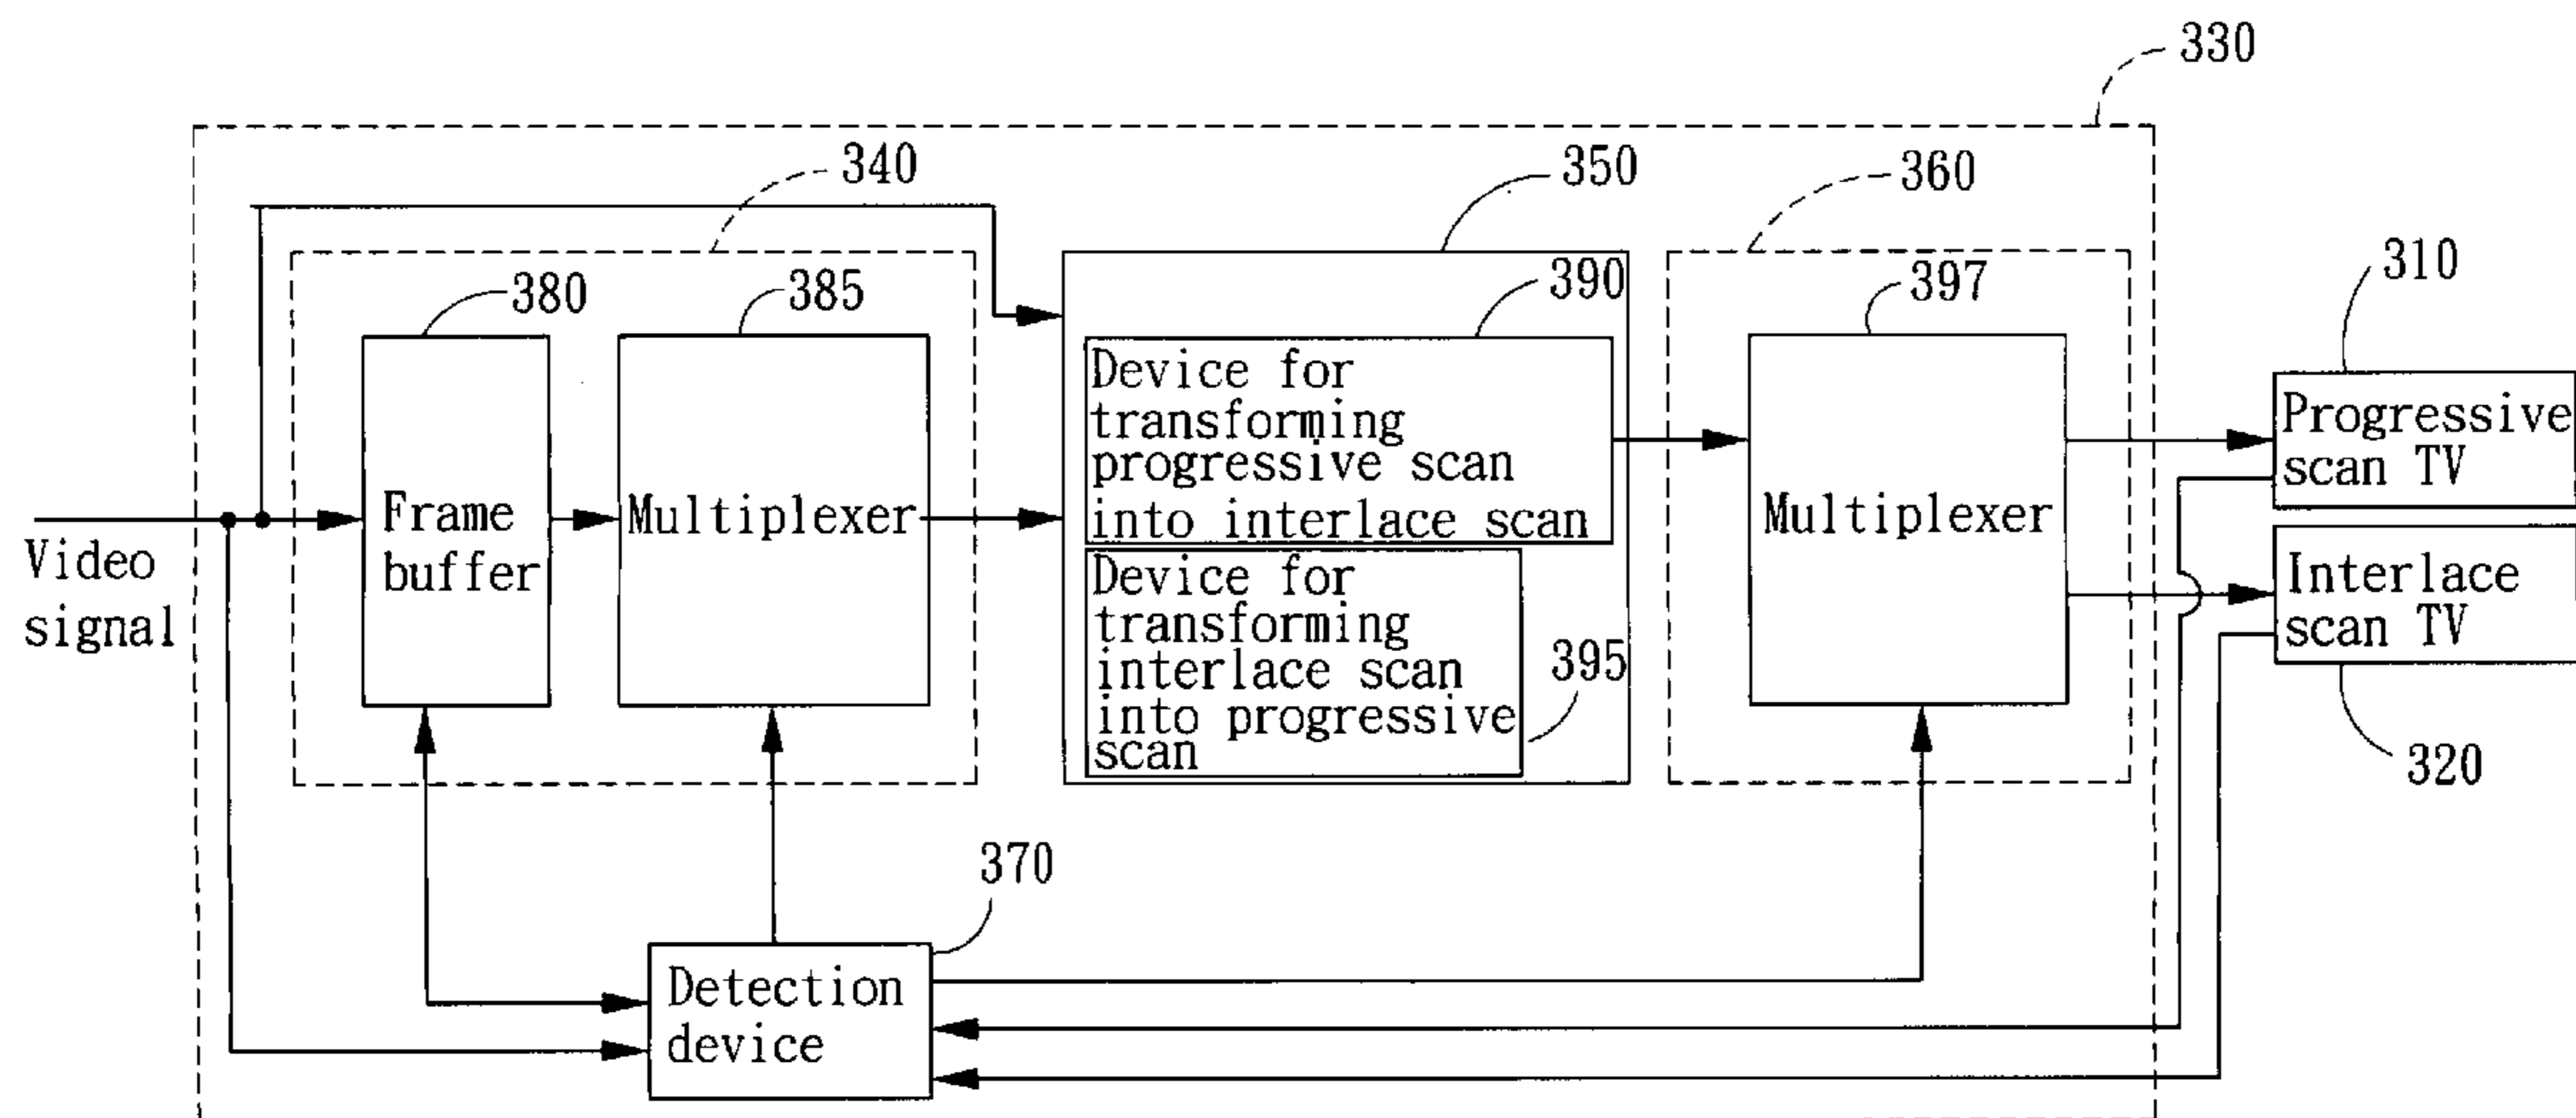 330
340
350
360
380
385
390
397
310
Frame
buffer
Multiplexer
Device for
transforming
progressive scan
into interlace scan
Device for
transforming
interlace scan
into progressive
scan
395
Multiplexer
Progressive
scan TV
Interlace
scan TV
320
Video
signal
370
Detection
device